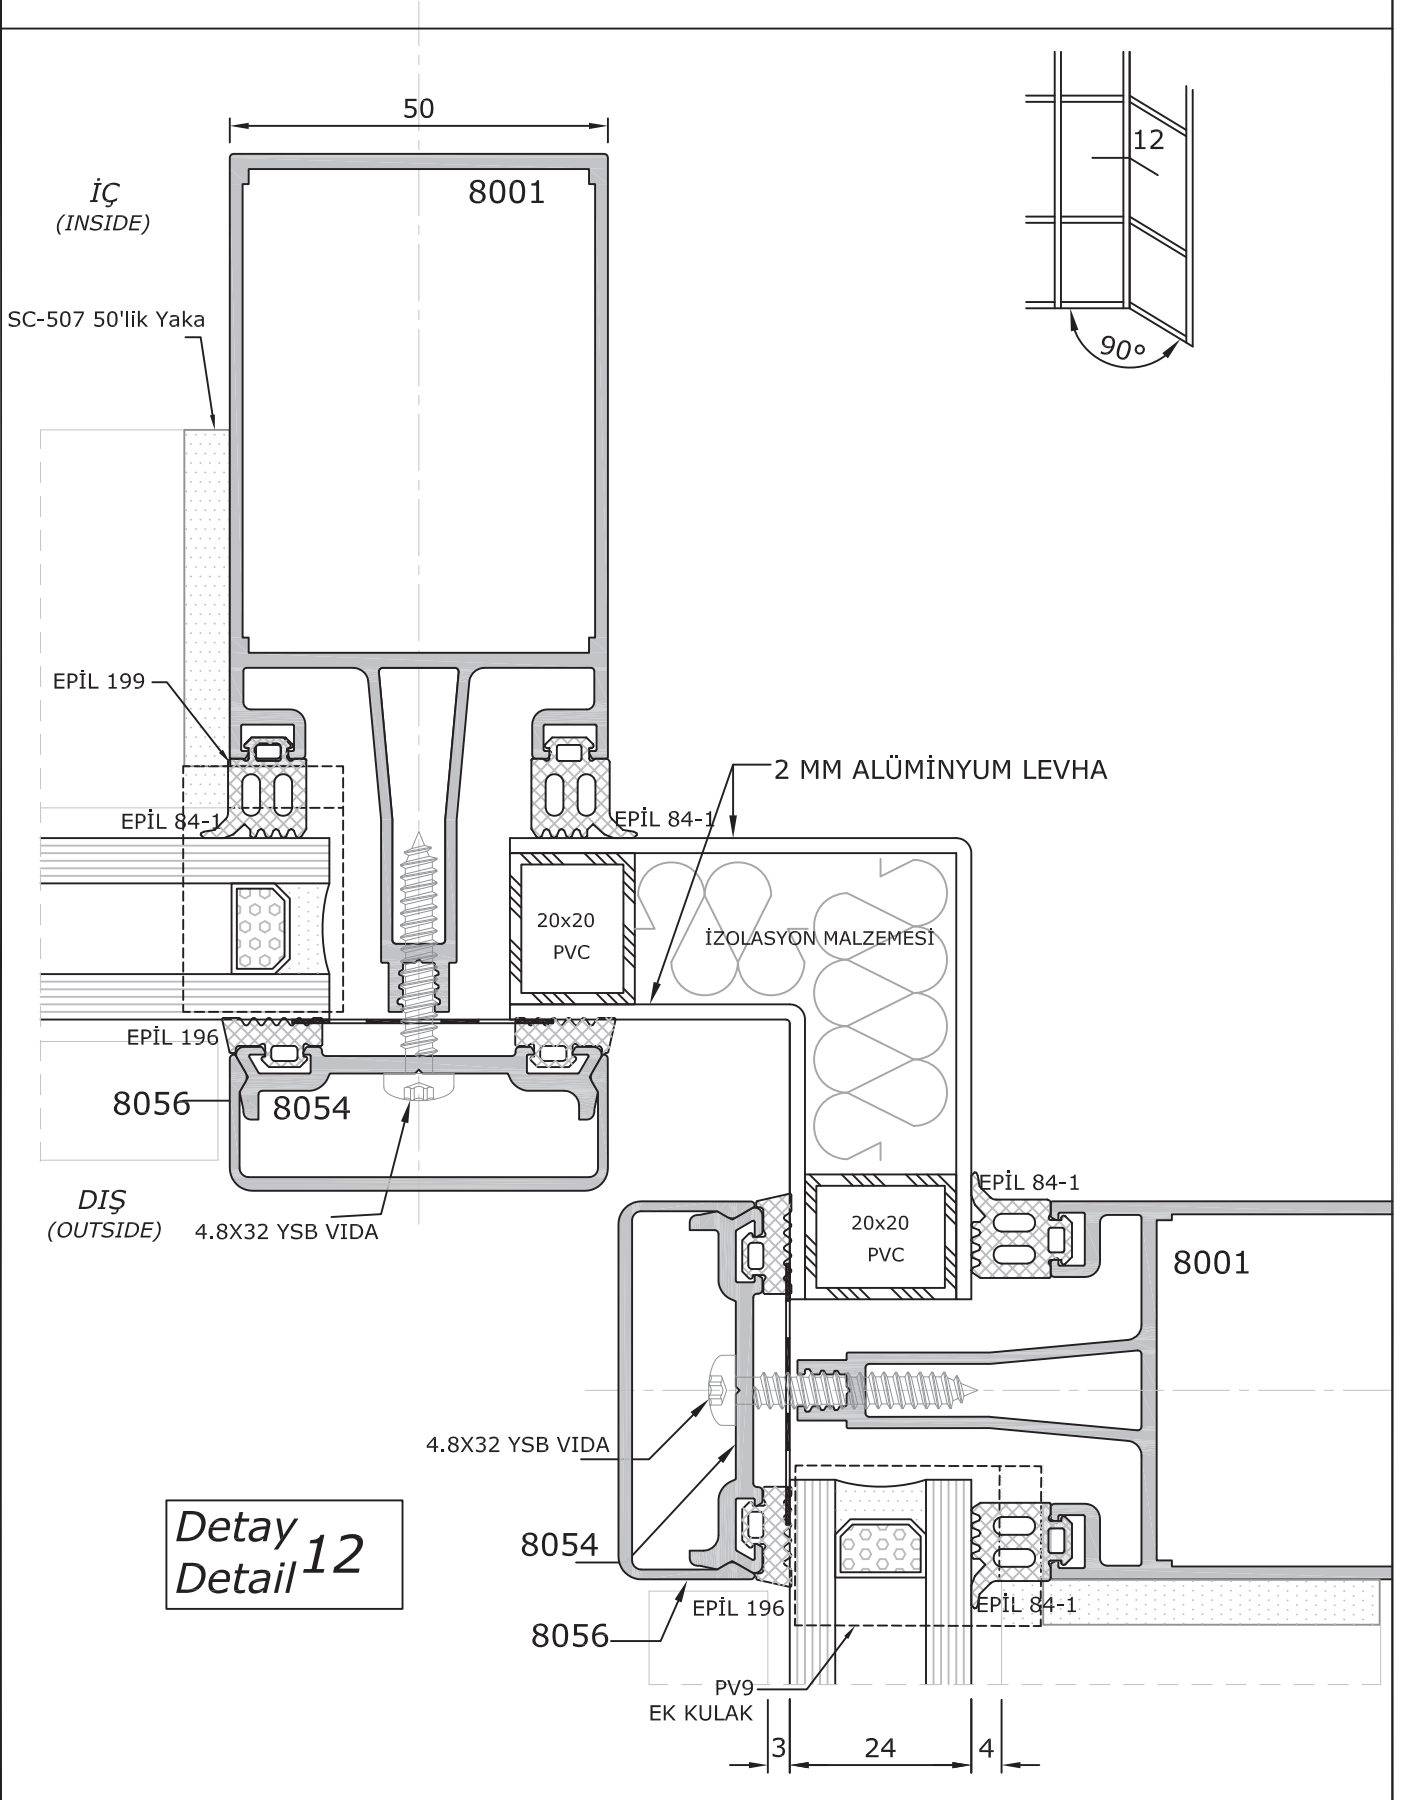 50
12
8001
İÇ
(INSIDE)
SC-507 50'lik Yaka
90°
EPİL 199
2 MM ALÜMİNYUM LEVHA
EPİL 84-1
EPİL 84-1
20x20
PVC
İZOLASYON MALZEMESİ
EPİL 196
8056
8054
DIŞ
(OUTSIDE)
4.8X32 YSB VIDA
EPİL 84-1
20x20
PVC
8001
4.8X32 YSB VIDA
Detay
Detail
12
8054
EPİL 84-1
EPİL 196
8056
PV9
EK KULAK
3
24
4